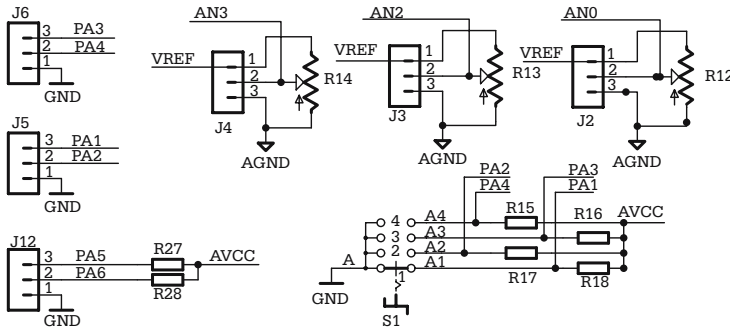 J6
3 PA3
2 PA4
1
GND
AN3
VREF
1
2
3
R14
J4
AGND
AN2
VREF
1
2
3
R13
J3
AGND
AN0
VREF
1
2
3
R12
J2
AGND
J5
3 PA1
2 PA2
1
GND
J12
3 PA5 R27 AVCC
2 PA6 R28
1
GND
PA2 PA3
PA4 PA1
4 A4 R15 R16 AVCC
3 A3
2 A2
A 1 A1 R17 R18
GND
S1